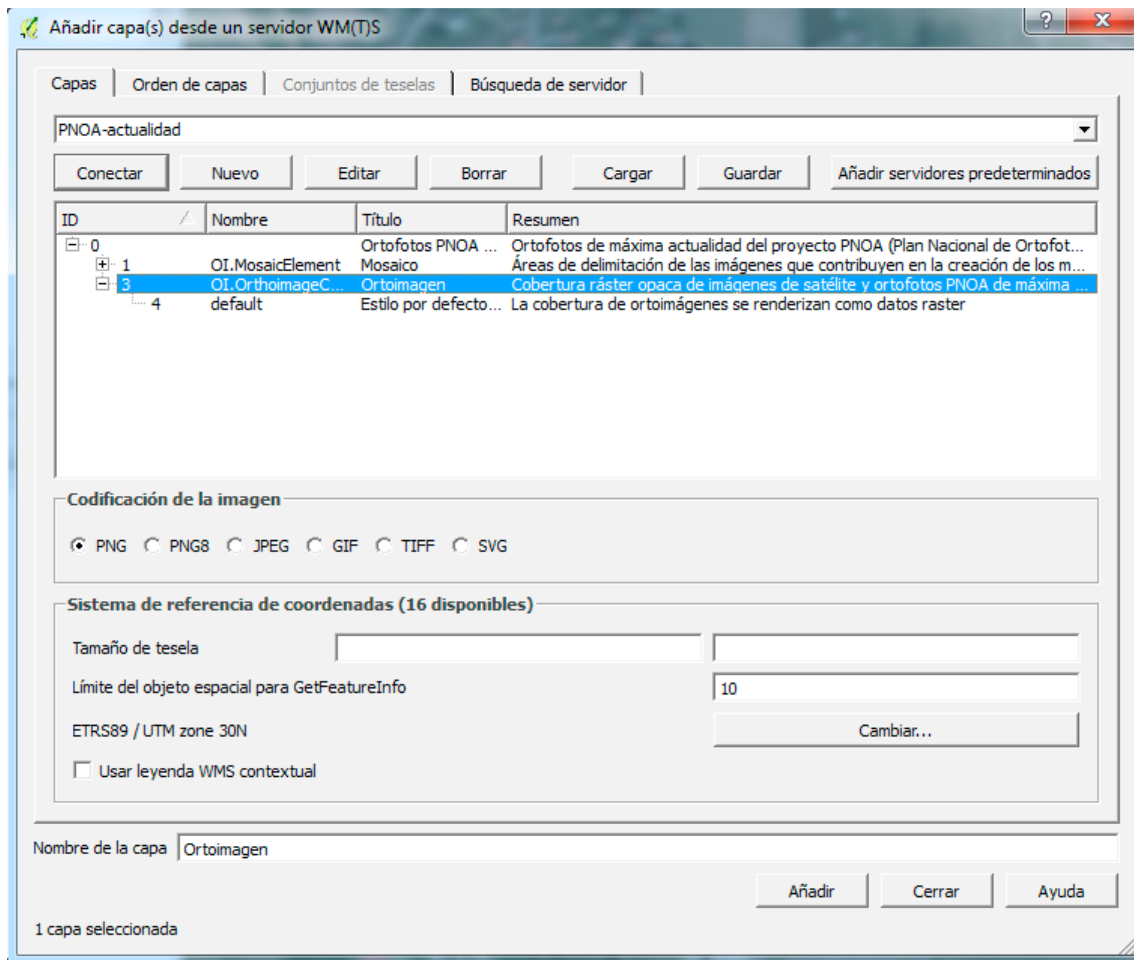 Añadir capa(s) desde un servidor WM(T)S
Capas Orden de capas Conjuntos de teselas Búsqueda de servidor
PNOA-actualidad
Conectar Nuevo Editar Borrar Cargar Guardar Añadir servidores predeterminados
ID Nombre Título Resumen
0 Ortofotos PNOA ... Ortofotos de máxima actualidad del proyecto PNOA (Plan Nacional de Ortofot...
1 OI.MosaicElement Mosaico Áreas de delimitación de las imágenes que contribuyen en la creación de los m...
3 OI.OrthoimageC... Ortoimagen Cobertura ráster opaca de imágenes de satélite y ortofotos PNOA de máxima ...
4 default Estilo por defecto... La cobertura de ortoimágenes se renderizan como datos raster
Codificación de la imagen
PNG PNG8 JPEG GIF TIFF SVG
Sistema de referencia de coordenadas (16 disponibles)
Tamaño de tesela
Límite del objeto espacial para GetFeatureInfo 10
ETRS89 / UTM zone 30N Cambiar...
Usar leyenda WMS contextual
Nombre de la capa Ortoimagen
Añadir Cerrar Ayuda
1 capa seleccionada